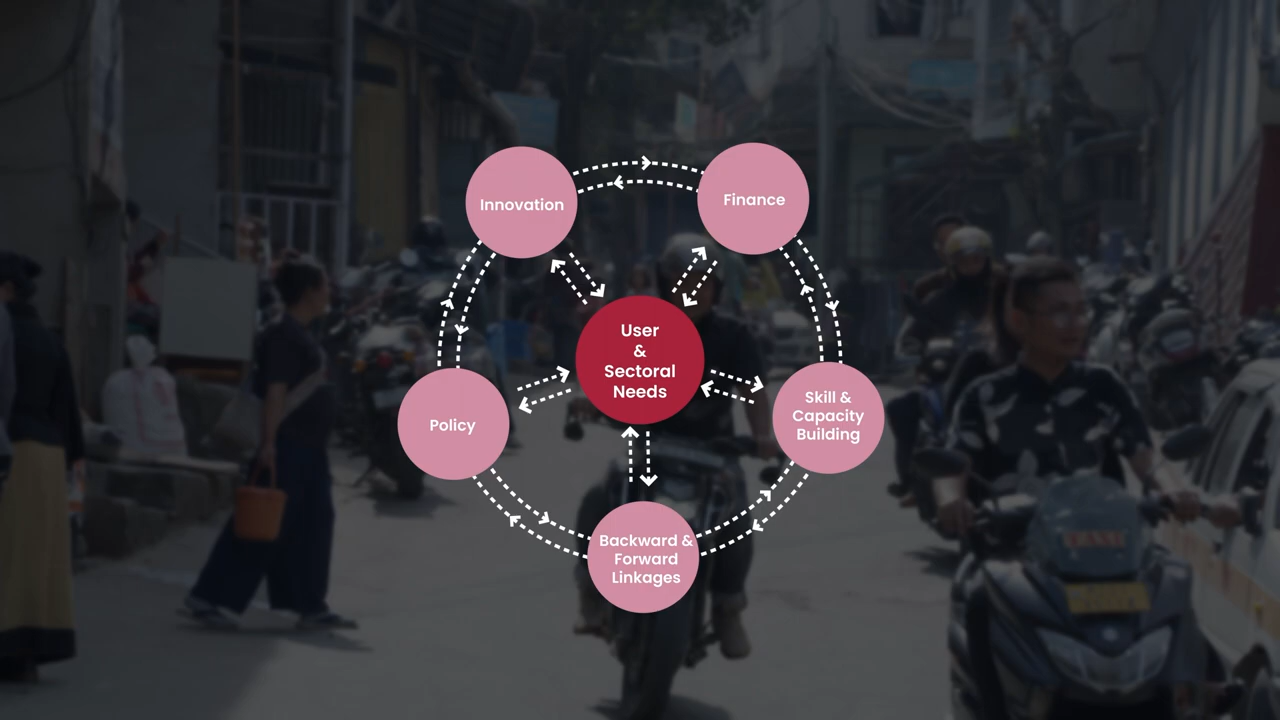 Innovation
Finance
User
&
Sectoral
Needs
Policy
Skill &
Capacity
Building
Backward &
Forward
Linkages